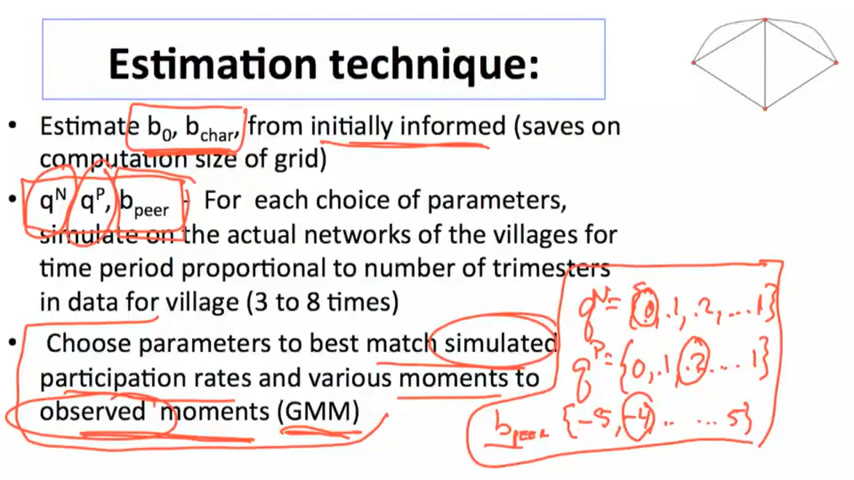 Estimation technique:
• Estimate b0, bchar, from initially informed (saves on
computation size of grid)
• qN qP, bpeer - For each choice of parameters,
simulate on the actual networks of the villages for
time period proportional to number of trimesters
in data for village (3 to 8 times)
• Choose parameters to best match simulated
participation rates and various moments to
observed moments (GMM)
qN = {0, .1, .2, ... 1}
qP = {0, .1 .2 ... 1}
bPEER {-5, -4, .. ... 5}